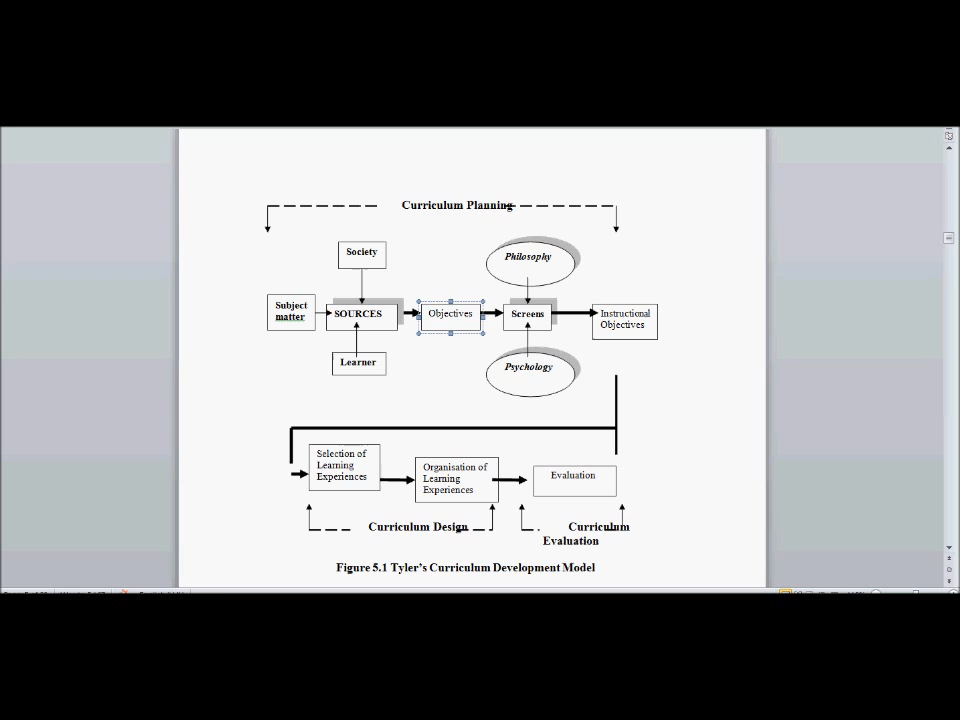 Curriculum Planning
Society
Philosophy
Subject
matter
SOURCES
Objectives
Screens
Instructional
Objectives
Learner
Psychology
Selection of
Learning
Experiences
Organisation of
Learning
Experiences
Evaluation
Curriculum Design
Curriculum
Evaluation
Figure 5.1 Tyler's Curriculum Development Model